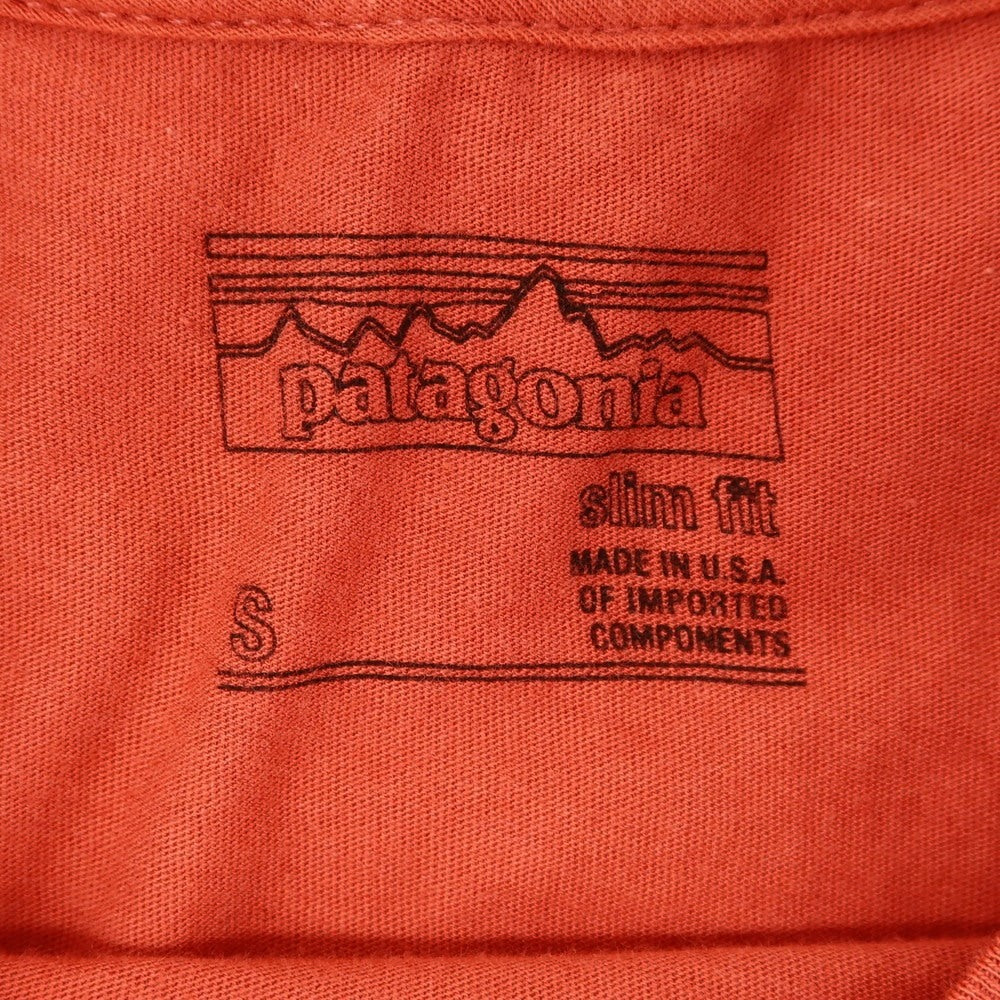 patagonia
slim fit
MADE IN U.S.A.
OF IMPORTED
COMPONENTS
S